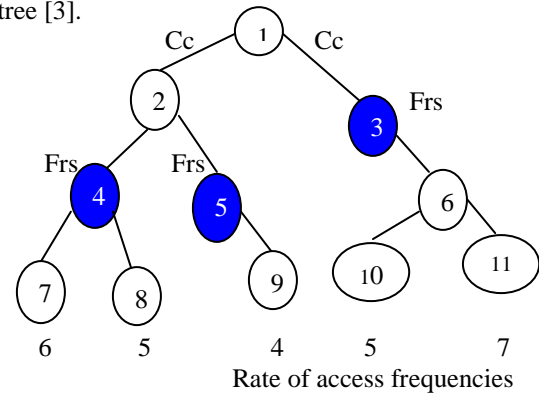 tree [3].
1
Cc Cc
2
3 Frs
Frs Frs
4 5 6
7 8 9 10 11
6 5 4 5 7
Rate of access frequencies